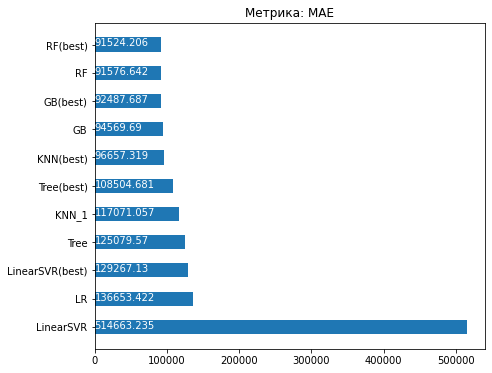 Метрика: MAE
RF(best) 91524.206
RF 91576.642
GB(best) 92487.687
GB 94569.69
KNN(best) 96657.319
Tree(best) 108504.681
KNN_1 117071.057
Tree 125079.57
LinearSVR(best) 129267.13
LR 136653.422
LinearSVR 514663.235
0 100000 200000 300000 400000 500000